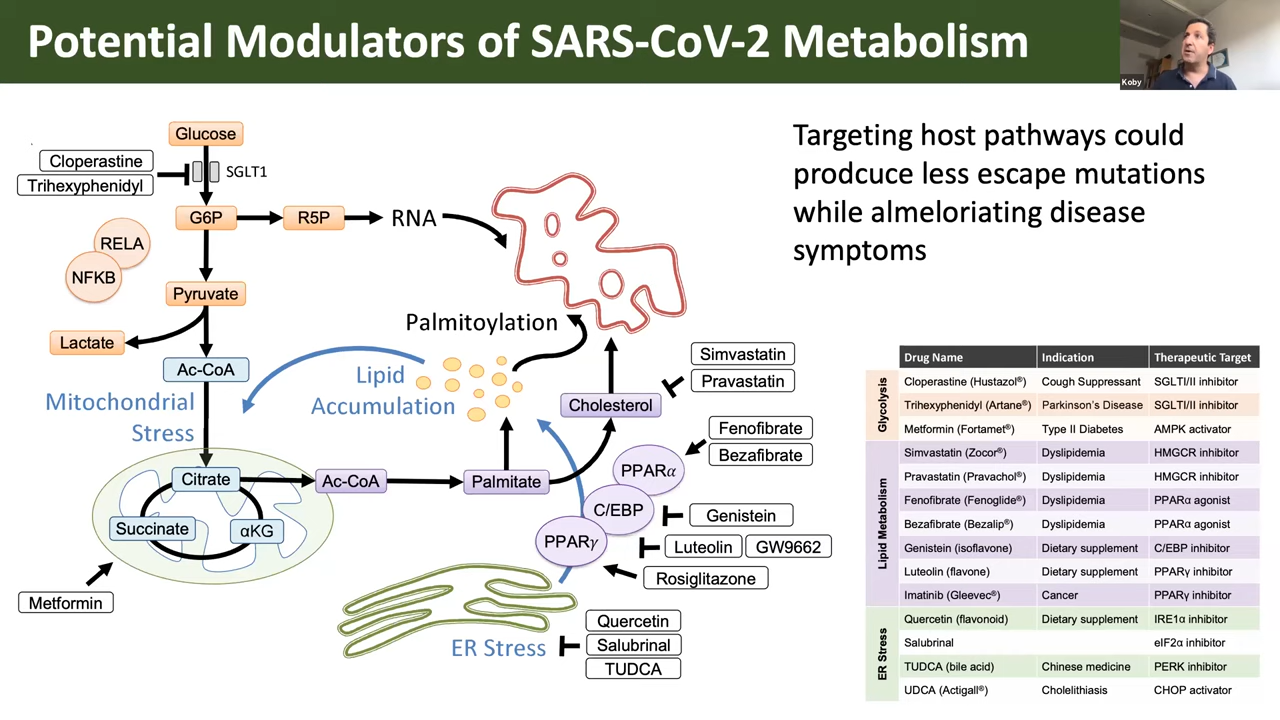 Potential Modulators of SARS-CoV-2 Metabolism
Koby
Targeting host pathways could
prodcuce less escape mutations
while almeloriating disease
symptoms
Glucose
Cloperastine
Trihexyphenidyl
SGLT1
G6P
R5P
RNA
RELA
NFKB
Pyruvate
Lactate
Ac-CoA
Mitochondrial
Stress
Lipid
Accumulation
Palmitoylation
Simvastatin
Pravastatin
Cholesterol
Fenofibrate
Bezafibrate
Citrate
Ac-CoA
Palmitate
PPARα
C/EBP
PPARγ
Genistein
Luteolin
GW9662
Rosiglitazone
Succinate
αKG
Metformin
ER Stress
Quercetin
Salubrinal
TUDCA
Drug Name Indication Therapeutic Target
Glycolysis
Cloperastine (Hustazol®) Cough Suppressant SGLTI/II inhibitor
Trihexyphenidyl (Artane®) Parkinson's Disease SGLTI/II inhibitor
Metformin (Fortamet®) Type II Diabetes AMPK activator
Lipid Metabolism
Simvastatin (Zocor®) Dyslipidemia HMGCR inhibitor
Pravastatin (Pravachol®) Dyslipidemia HMGCR inhibitor
Fenofibrate (Fenoglide®) Dyslipidemia PPARα agonist
Bezafibrate (Bezalip®) Dyslipidemia PPARα agonist
Genistein (isoflavone) Dietary supplement C/EBP inhibitor
Luteolin (flavone) Dietary supplement PPARγ inhibitor
Imatinib (Gleevec®) Cancer PPARγ inhibitor
ER Stress
Quercetin (flavonoid) Dietary supplement IRE1α inhibitor
Salubrinal eIF2α inhibitor
TUDCA (bile acid) Chinese medicine PERK inhibitor
UDCA (Actigall®) Cholelithiasis CHOP activator